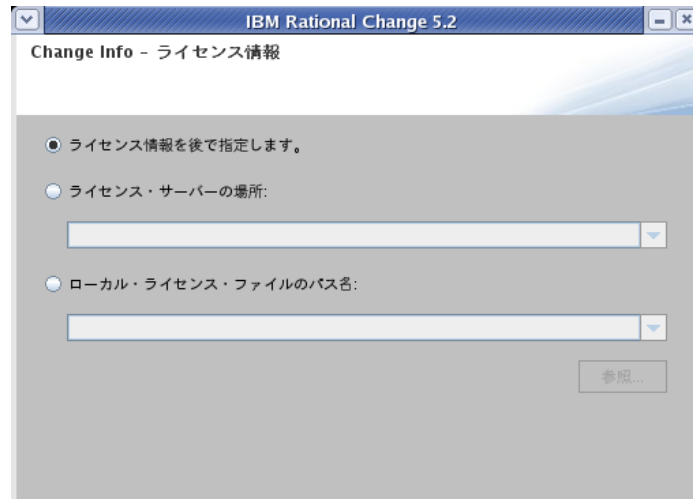 IBM Rational Change 5.2
Change Info – ライセンス情報
ライセンス情報を後で指定します。
ライセンス・サーバーの場所:
ローカル・ライセンス・ファイルのパス名:
参照...